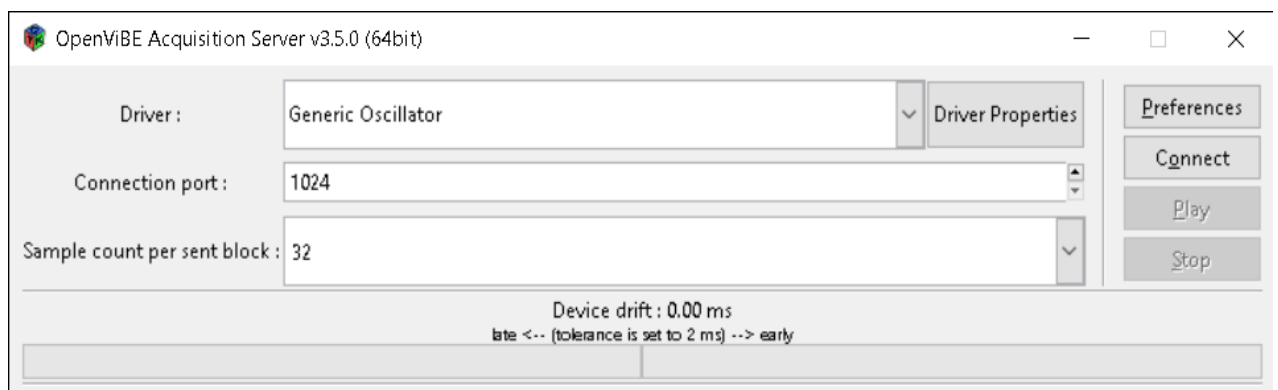 OpenViBE Acquisition Server v3.5.0 (64bit)
Driver : Generic Oscillator Driver Properties Preferences
Connect
Connection port : 1024
Play
Sample count per sent block : 32
Stop
Device drift : 0.00 ms
late <-- (tolerance is set to 2 ms) --> early